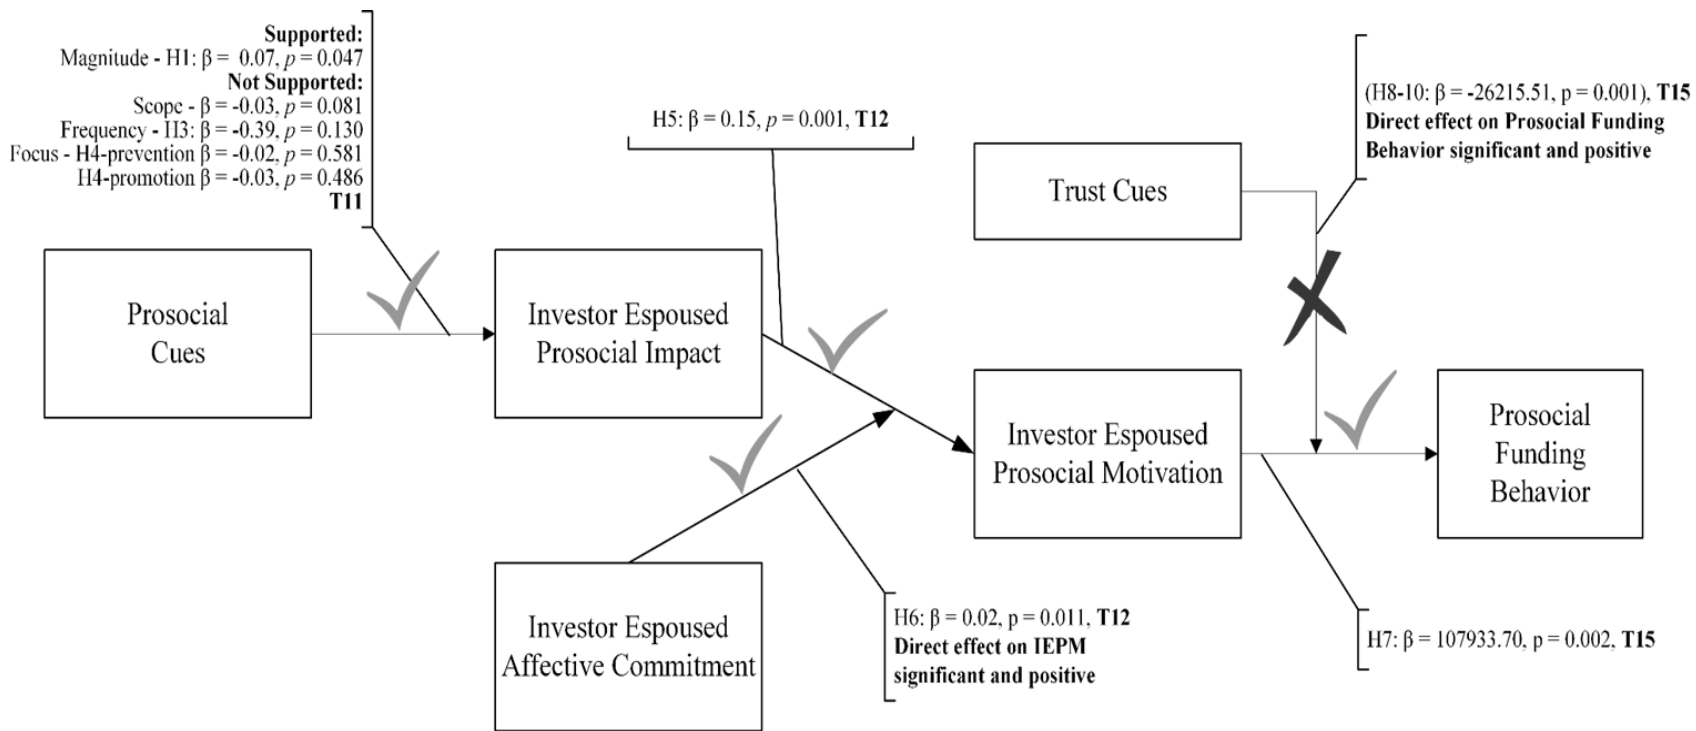 Supported:
Magnitude - H1: β = 0.07, p = 0.047
Not Supported:
Scope - β = -0.03, p = 0.081
Frequency - H3: β = -0.39, p = 0.130
Focus - H4-prevention β = -0.02, p = 0.581
H4-promotion β = -0.03, p = 0.486
T11
H5: β = 0.15, p = 0.001, T12
(H8-10: β = -26215.51, p = 0.001), T15
Direct effect on Prosocial Funding
Behavior significant and positive
Trust Cues
Prosocial
Cues
Investor Espoused
Prosocial Impact
Investor Espoused
Prosocial Motivation
Prosocial
Funding
Behavior
Investor Espoused
Affective Commitment
H6: β = 0.02, p = 0.011, T12
Direct effect on IEPM
significant and positive
H7: β = 107933.70, p = 0.002, T15